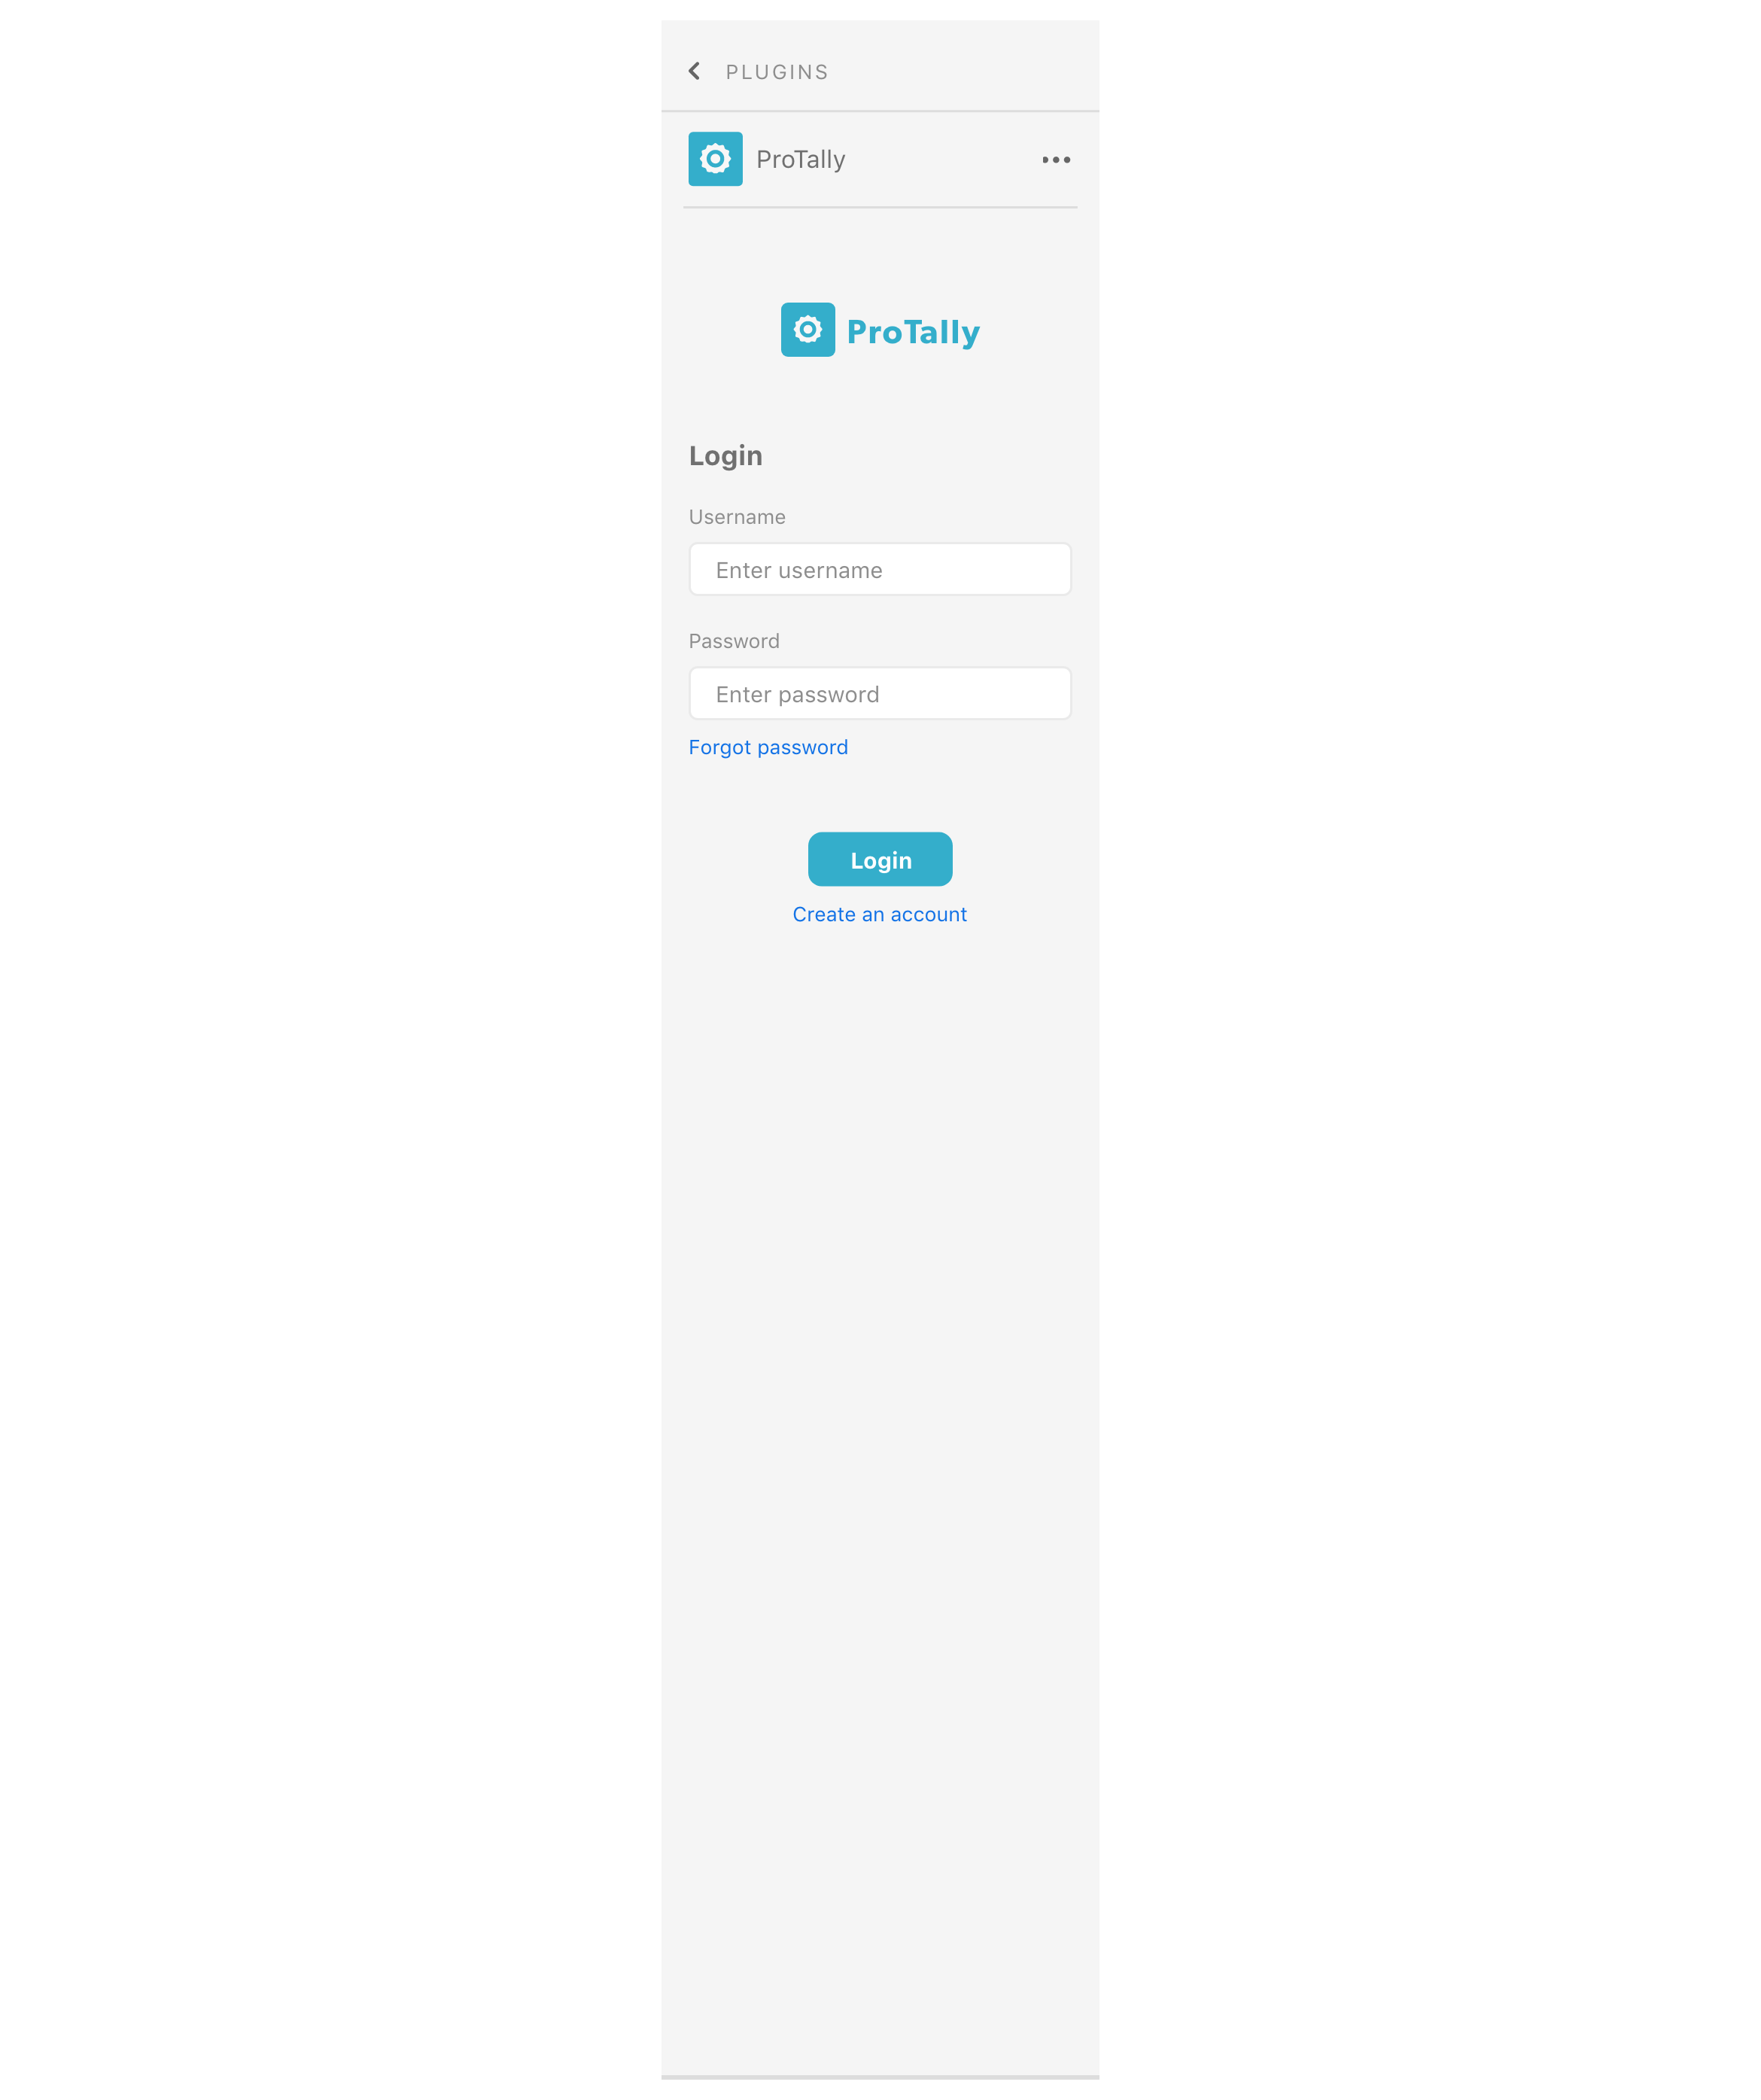 PLUGINS
ProTally
ProTally
Login
Username
Enter username
Password
Enter password
Forgot password
Login
Create an account